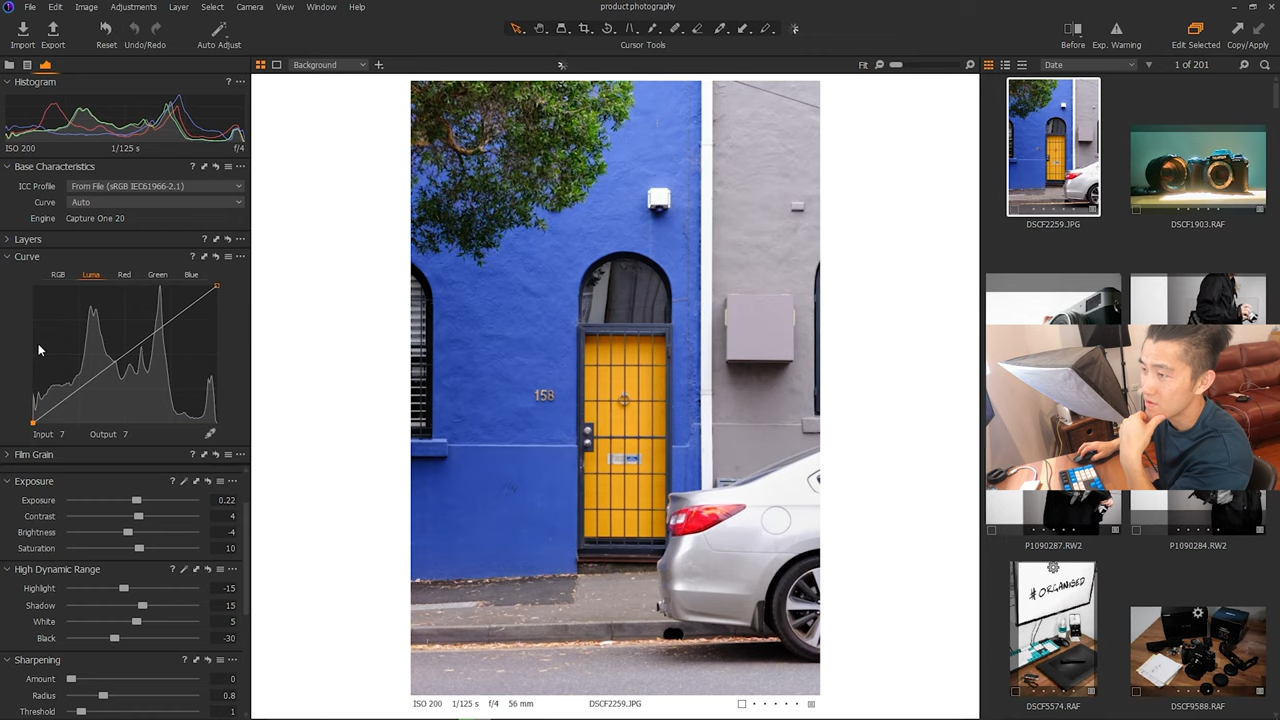 File Edit Image Adjustments Layer Select Camera View Window Help
product photography
Import Export Reset Undo/Redo Auto Adjust
Cursor Tools
Before Exp. Warning Edit Selected Copy/Apply
Background
Fit
Date
1 of 201
Histogram
ISO 200 1/125 s f/4
Base Characteristics
ICC Profile From File (sRGB IEC61966-2.1)
Curve Auto
Engine Capture One 20
Layers
Curve
RGB Luma Red Green Blue
Input 7 Output 7
Film Grain
Exposure
Exposure 0.22
Contrast 4
Brightness -4
Saturation 10
High Dynamic Range
Highlight -15
Shadow 15
White 5
Black -30
Sharpening
Amount 0
Radius 0.8
Threshold 1
158
ISO 200 1/125 s f/4 56 mm DSCF2259.JPG
DSCF2259.JPG
DSCF1903.RAF
P1090287.RW2
P1090284.RW2
#ORGANISED
DSCF5574.RAF
DSCF9588.RAF